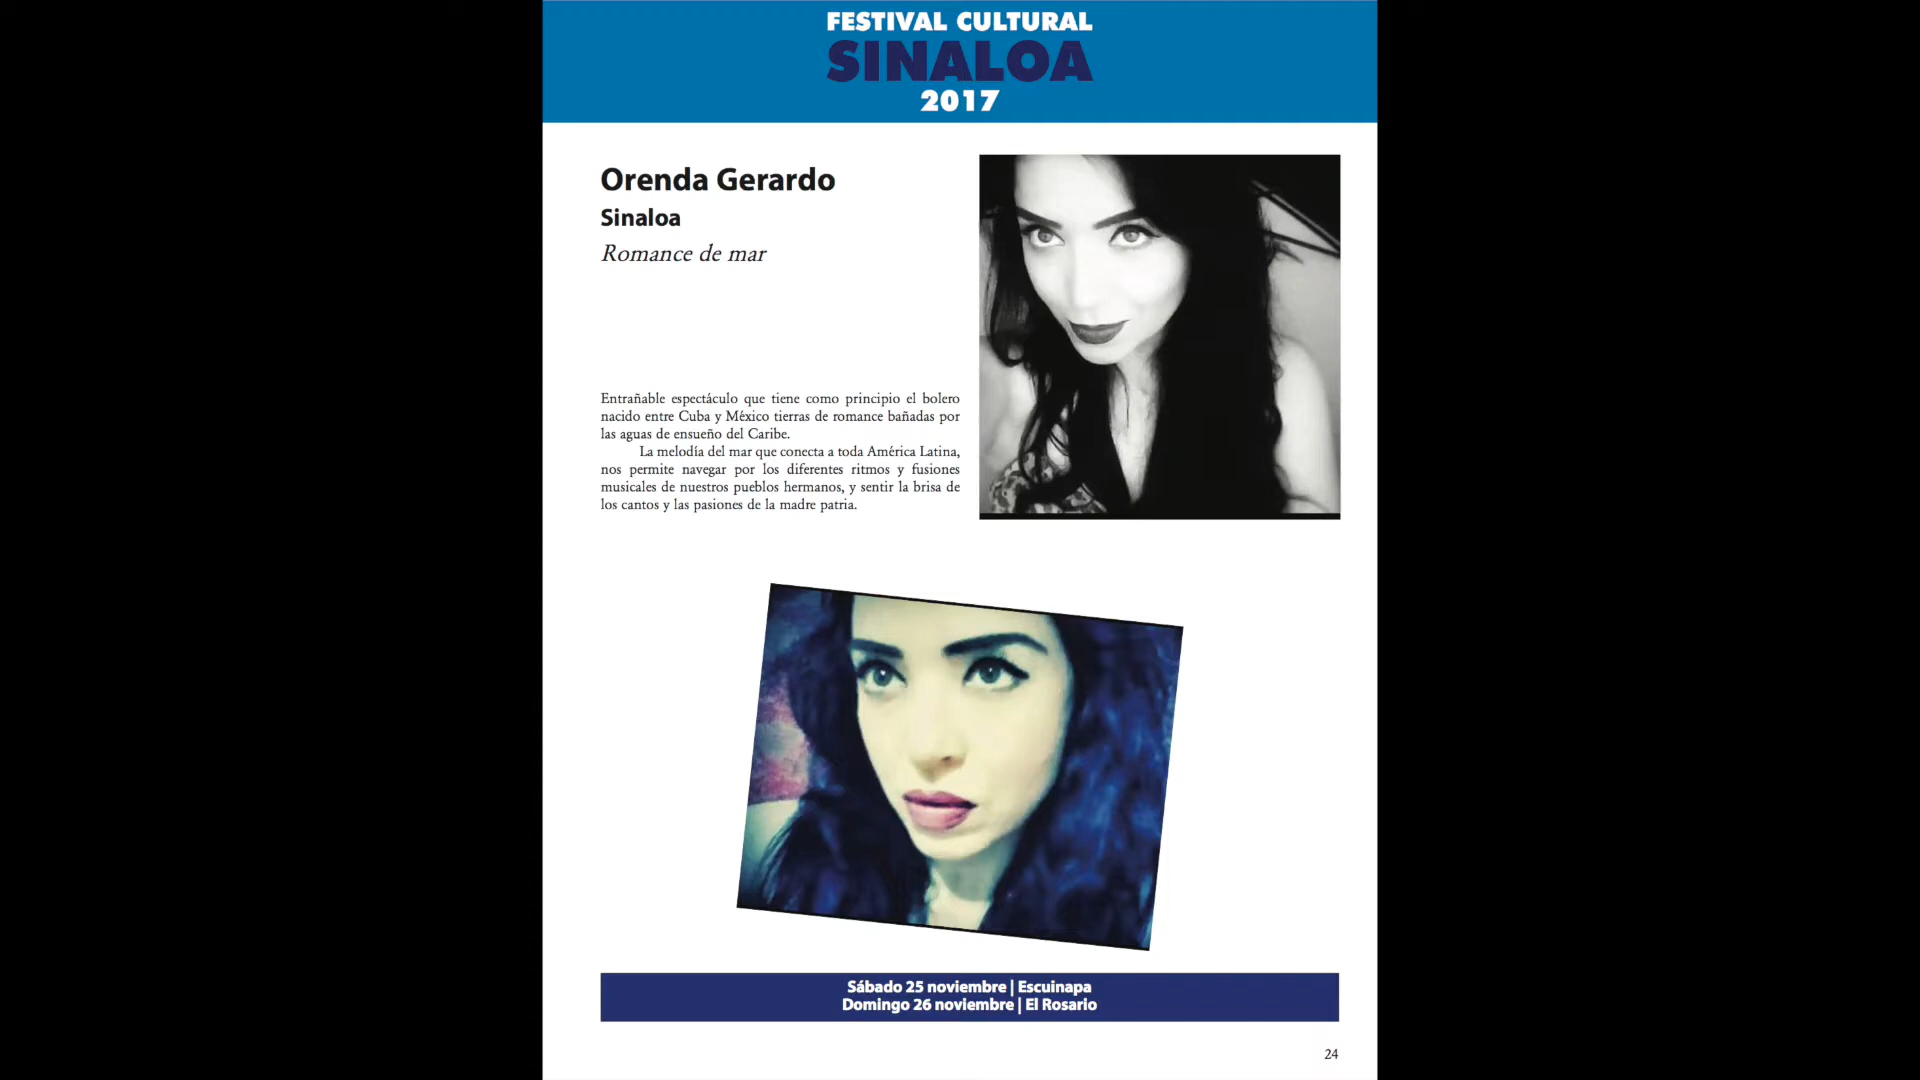 FESTIVAL CULTURAL
SINALOA
2017
Orenda Gerardo
Sinaloa
Romance de mar
Entrañable espectáculo que tiene como principio el bolero
nacido entre Cuba y México tierras de romance bañadas por
las aguas de ensueño del Caribe.
La melodía del mar que conecta a toda América Latina,
nos permite navegar por los diferentes ritmos y fusiones
musicales de nuestros pueblos hermanos, y sentir la brisa de
los cantos y las pasiones de la madre patria.
Sábado 25 noviembre | Escuinapa
Domingo 26 noviembre | El Rosario
24